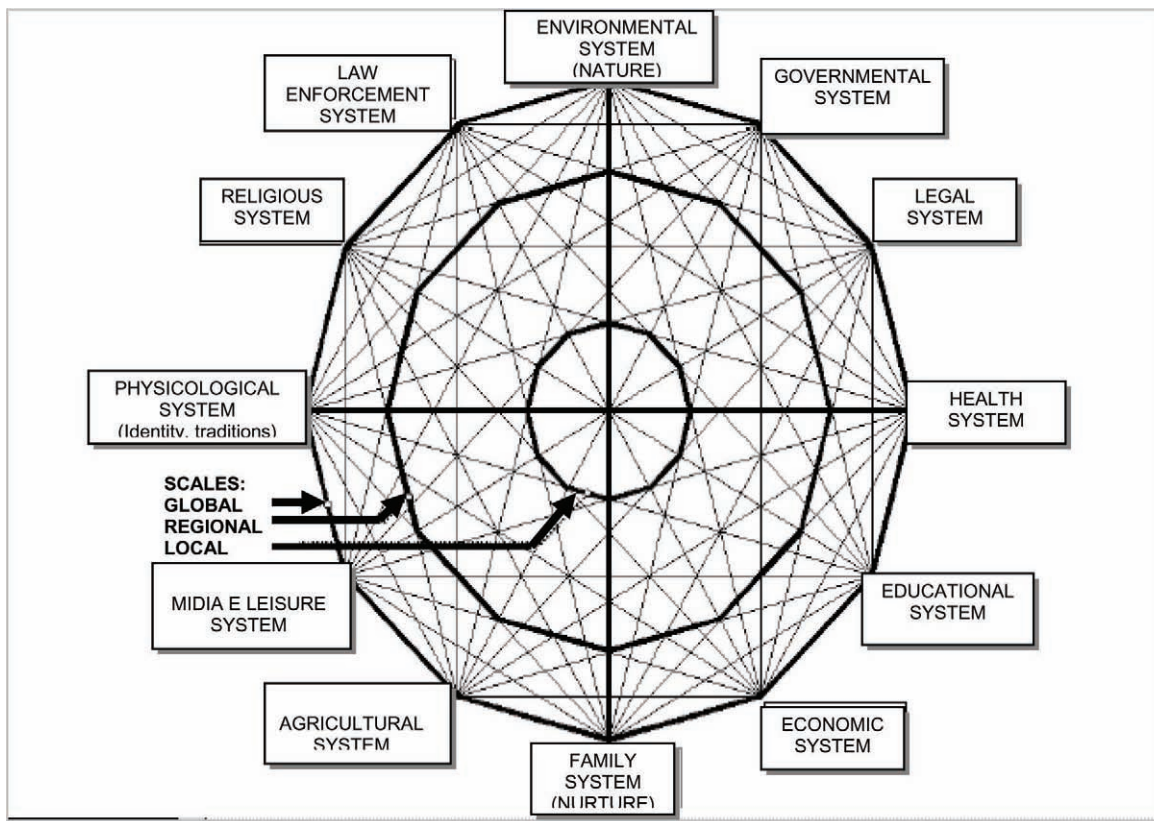 ENVIRONMENTAL
SYSTEM
(NATURE)
GOVERNMENTAL
SYSTEM
LAW
ENFORCEMENT
SYSTEM
RELIGIOUS
SYSTEM
LEGAL
SYSTEM
PHYSICOLOGICAL
SYSTEM
(Identity, traditions)
HEALTH
SYSTEM
SCALES:
GLOBAL
REGIONAL
LOCAL
MIDIA E LEISURE
SYSTEM
EDUCATIONAL
SYSTEM
AGRICULTURAL
SYSTEM
ECONOMIC
SYSTEM
FAMILY
SYSTEM
(NURTURE)